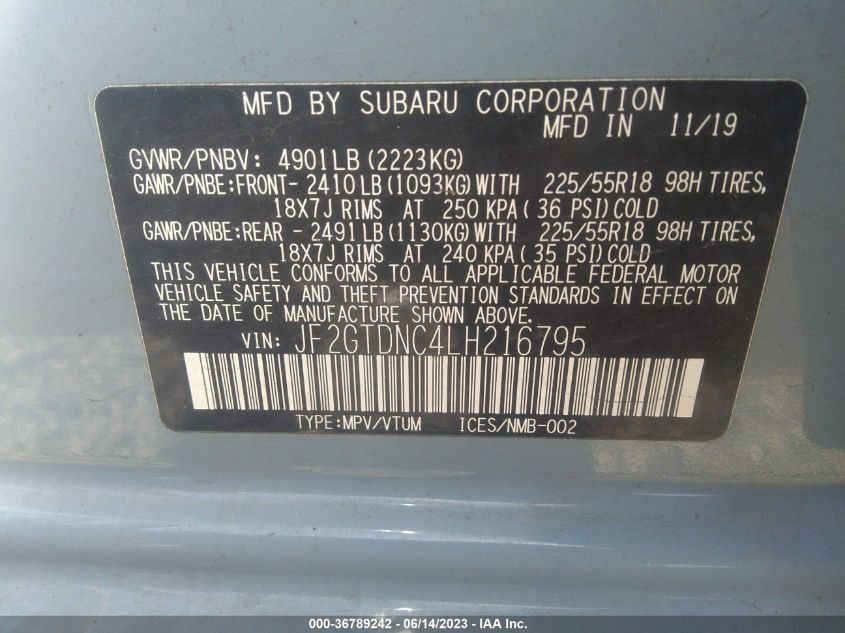 MFD BY SUBARU CORPORATION
MFD IN 11/19
GVWR/PNBV: 4901LB(2223KG)
GAWR/PNBE:FRONT- 2410LB(1093KG)WITH 225/55R18 98H TIRES,
18X7J RIMS AT 250 KPA( 36 PSI)COLD
GAWR/PNBE:REAR - 2491LB(1130KG)WITH 225/55R18 98H TIRES,
18X7J RIMS AT 240 KPA( 35 PSI)COLD
THIS VEHICLE CONFORMS TO ALL APPLICABLE FEDERAL MOTOR
VEHICLE SAFETY AND THEFT PREVENTION STANDARDS IN EFFECT ON
THE DATE OF MANUFACTURE SHOWN ABOVE.
VIN: JF2GTDNC4LH216795
TYPE:MPV/VTUM ICES/NMB-002
000-36789242 - 06/14/2023 - IAA Inc.